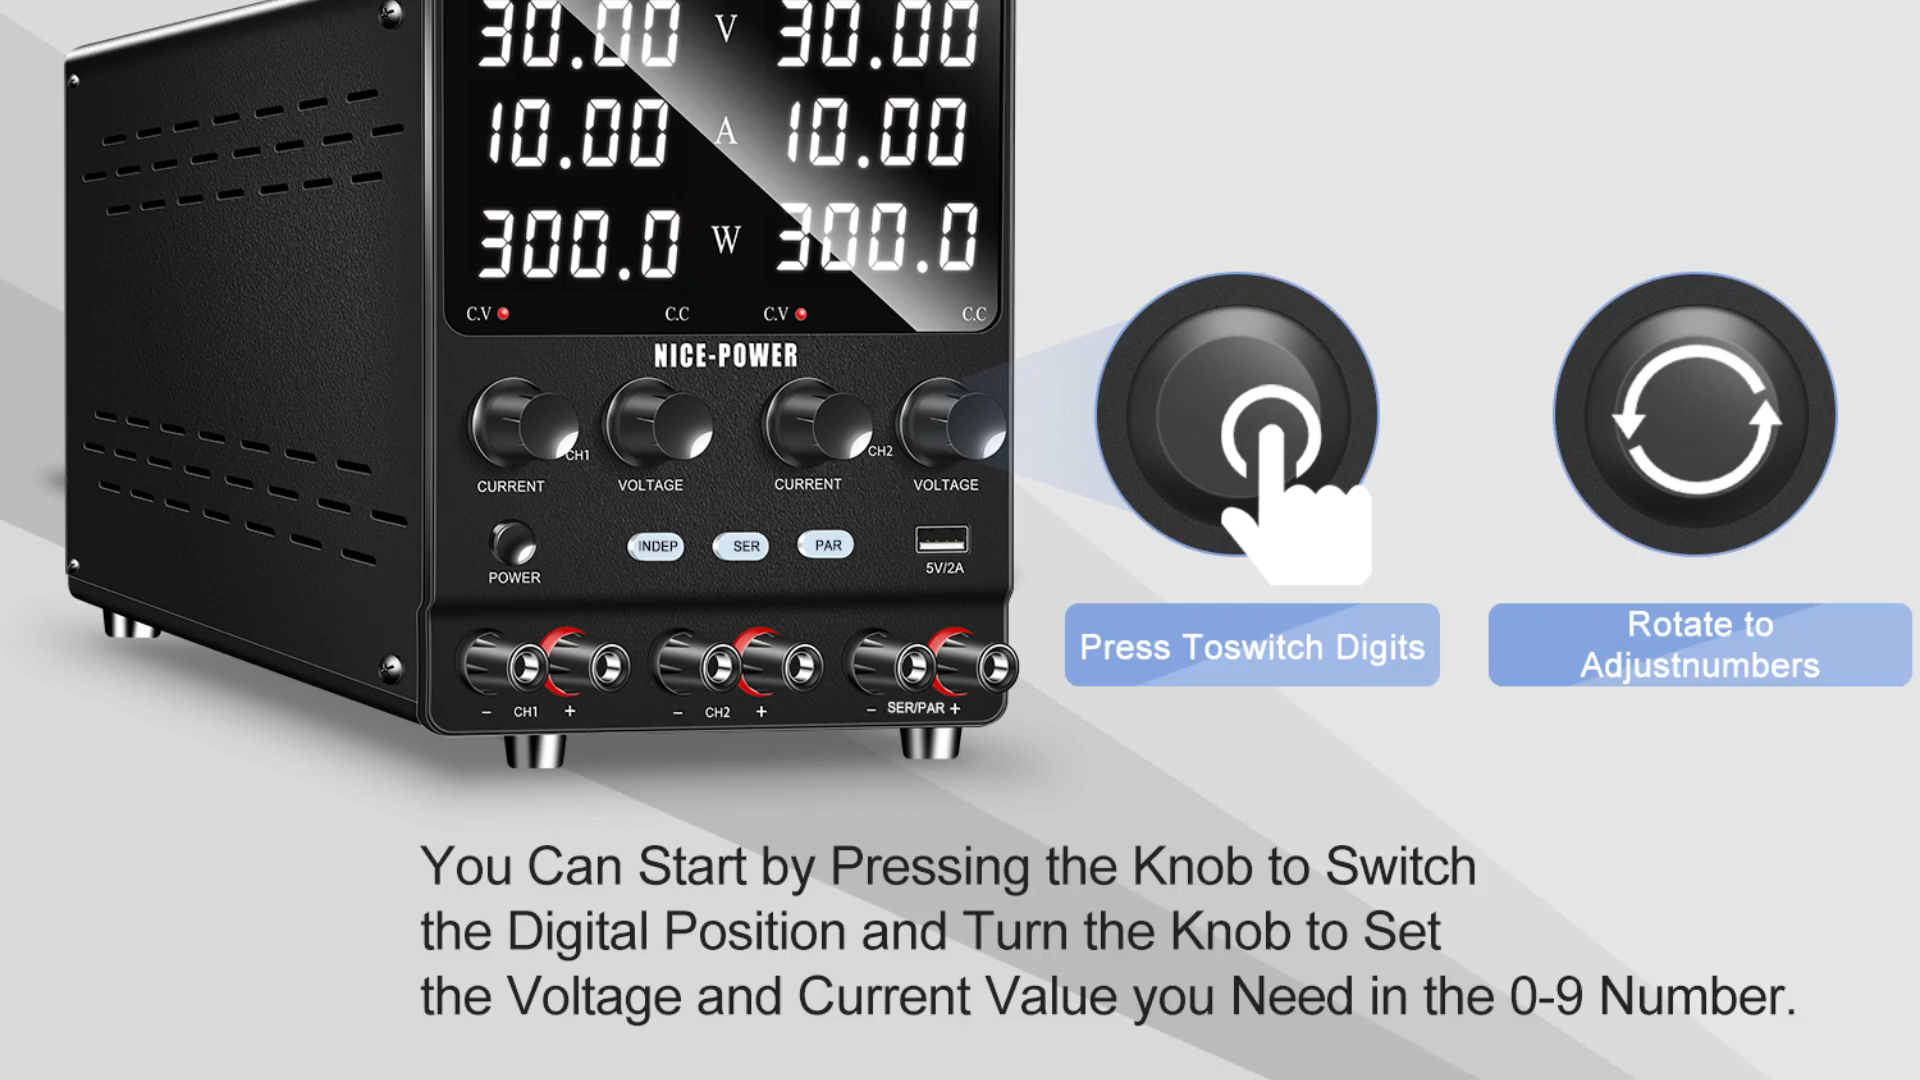 30.00 V 30.00
10.00 A 10.00
300.0 W 300.0
C.V C.C C.V C.C
NICE-POWER
CH1 CH2
CURRENT VOLTAGE CURRENT VOLTAGE
INDEP SER PAR
POWER 5V/2A
- CH1 + - CH2 + - SER/PAR +
Press Toswitch Digits
Rotate to
Adjustnumbers
You Can Start by Pressing the Knob to Switch
the Digital Position and Turn the Knob to Set
the Voltage and Current Value you Need in the 0-9 Number.